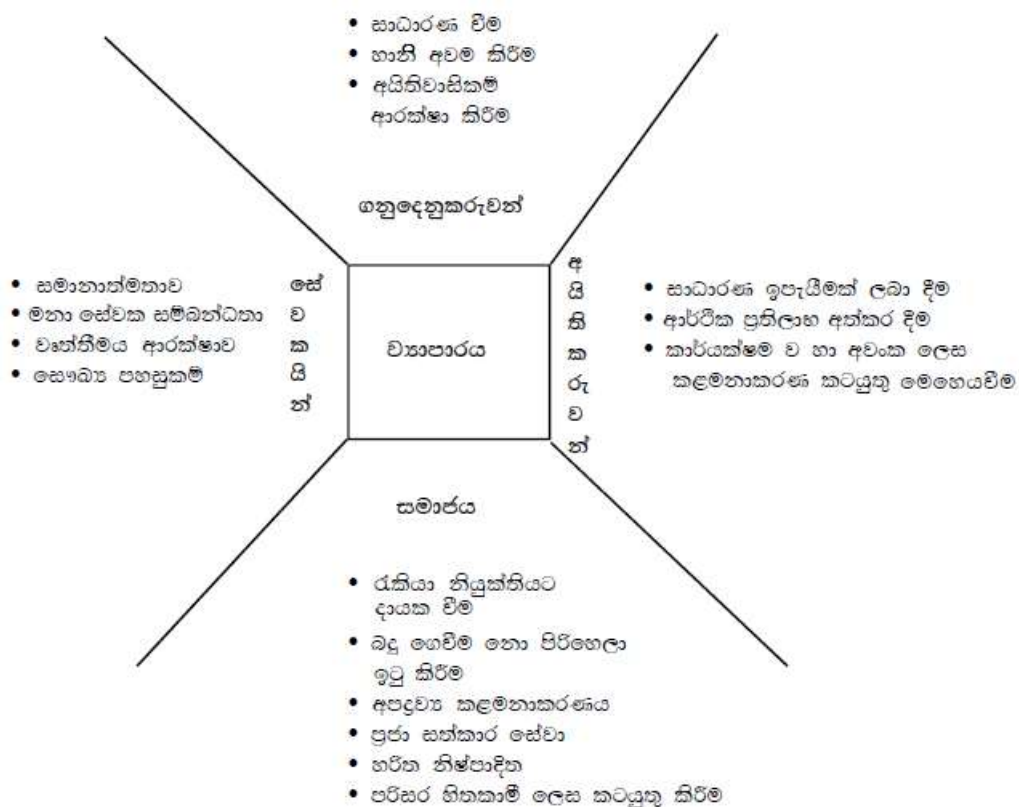 • සාධාරණ වීම
• හානි අවම කිරීම
• අයිතිවාසිකම්
ආරක්ෂා කිරීම
ගනුදෙනුකරුවන්
• සමානාත්මතාව
• මනා සේවක සම්බන්ධතා
• වෘත්තීමය ආරක්ෂාව
• සෞඛ්‍ය පහසුකම්
සේ
ව
ක
යි
න්
ව්‍යාපාරය
අ
යි
ති
ක
රු
ව
න්
• සාධාරණ ඉපැයීමක් ලබා දීම
• ආර්ථික ප්‍රතිලාභ අත්කර දීම
• කාර්යක්ෂම ව හා අවංක ලෙස
කළමනාකරණ කටයුතු මෙහෙයවීම
සමාජය
• රැකියා නියුක්තියට
දායක වීම
• බදු ගෙවීම නො පිරිහෙලා
ඉටු කිරීම
• අපද්‍රව්‍ය කළමනාකරණය
• ප්‍රජා සත්කාර සේවා
• හරිත නිෂ්පාදිත
• පරිසර හිතකාමී ලෙස කටයුතු කිරීම